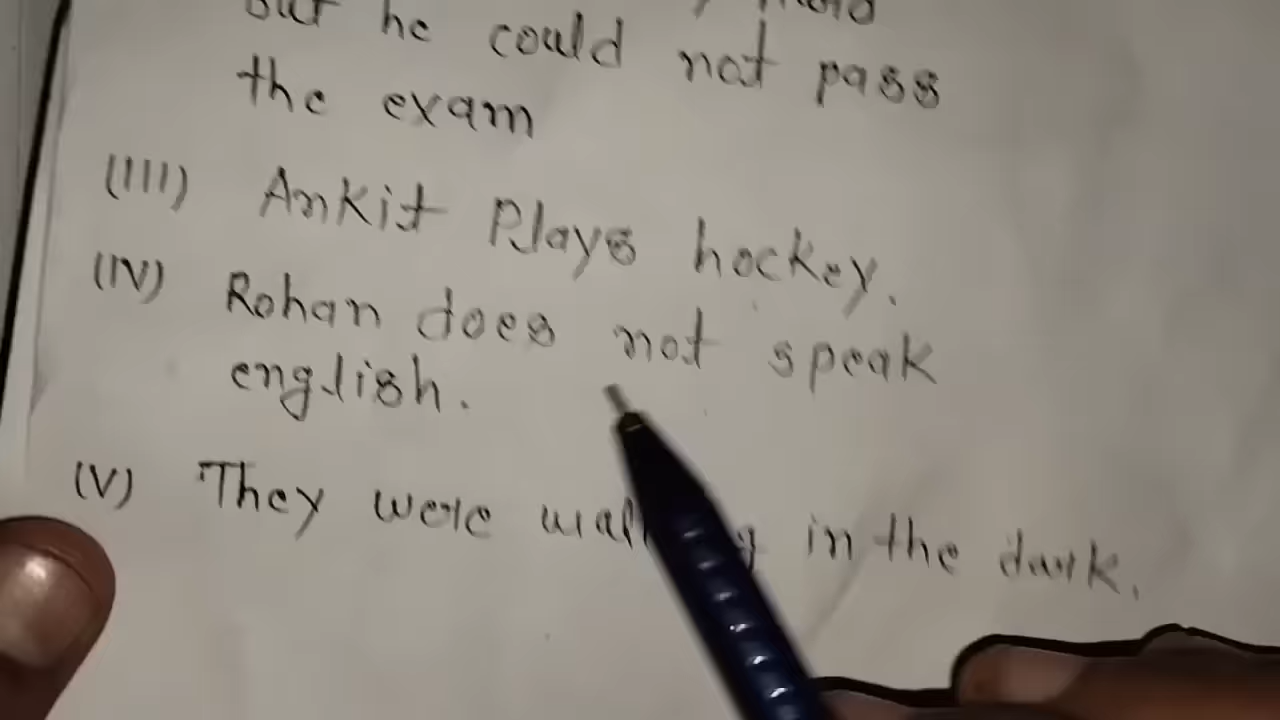 but he could not pass
the exam
(III) Ankit Plays hockey.
(IV) Rohan does not speak
english.
(V) They were in the dark.